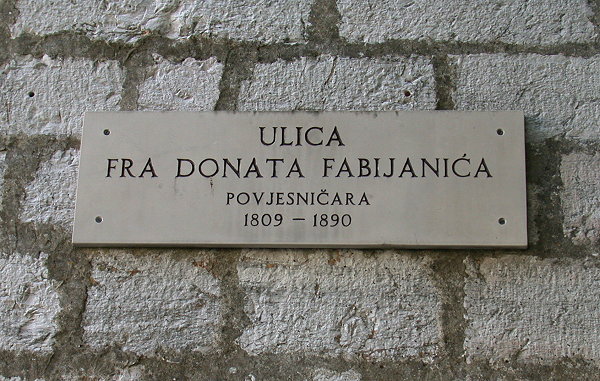 ULICA
FRA DONATA FABIJANIĆA
POVJESNIČARA
1809 – 1890